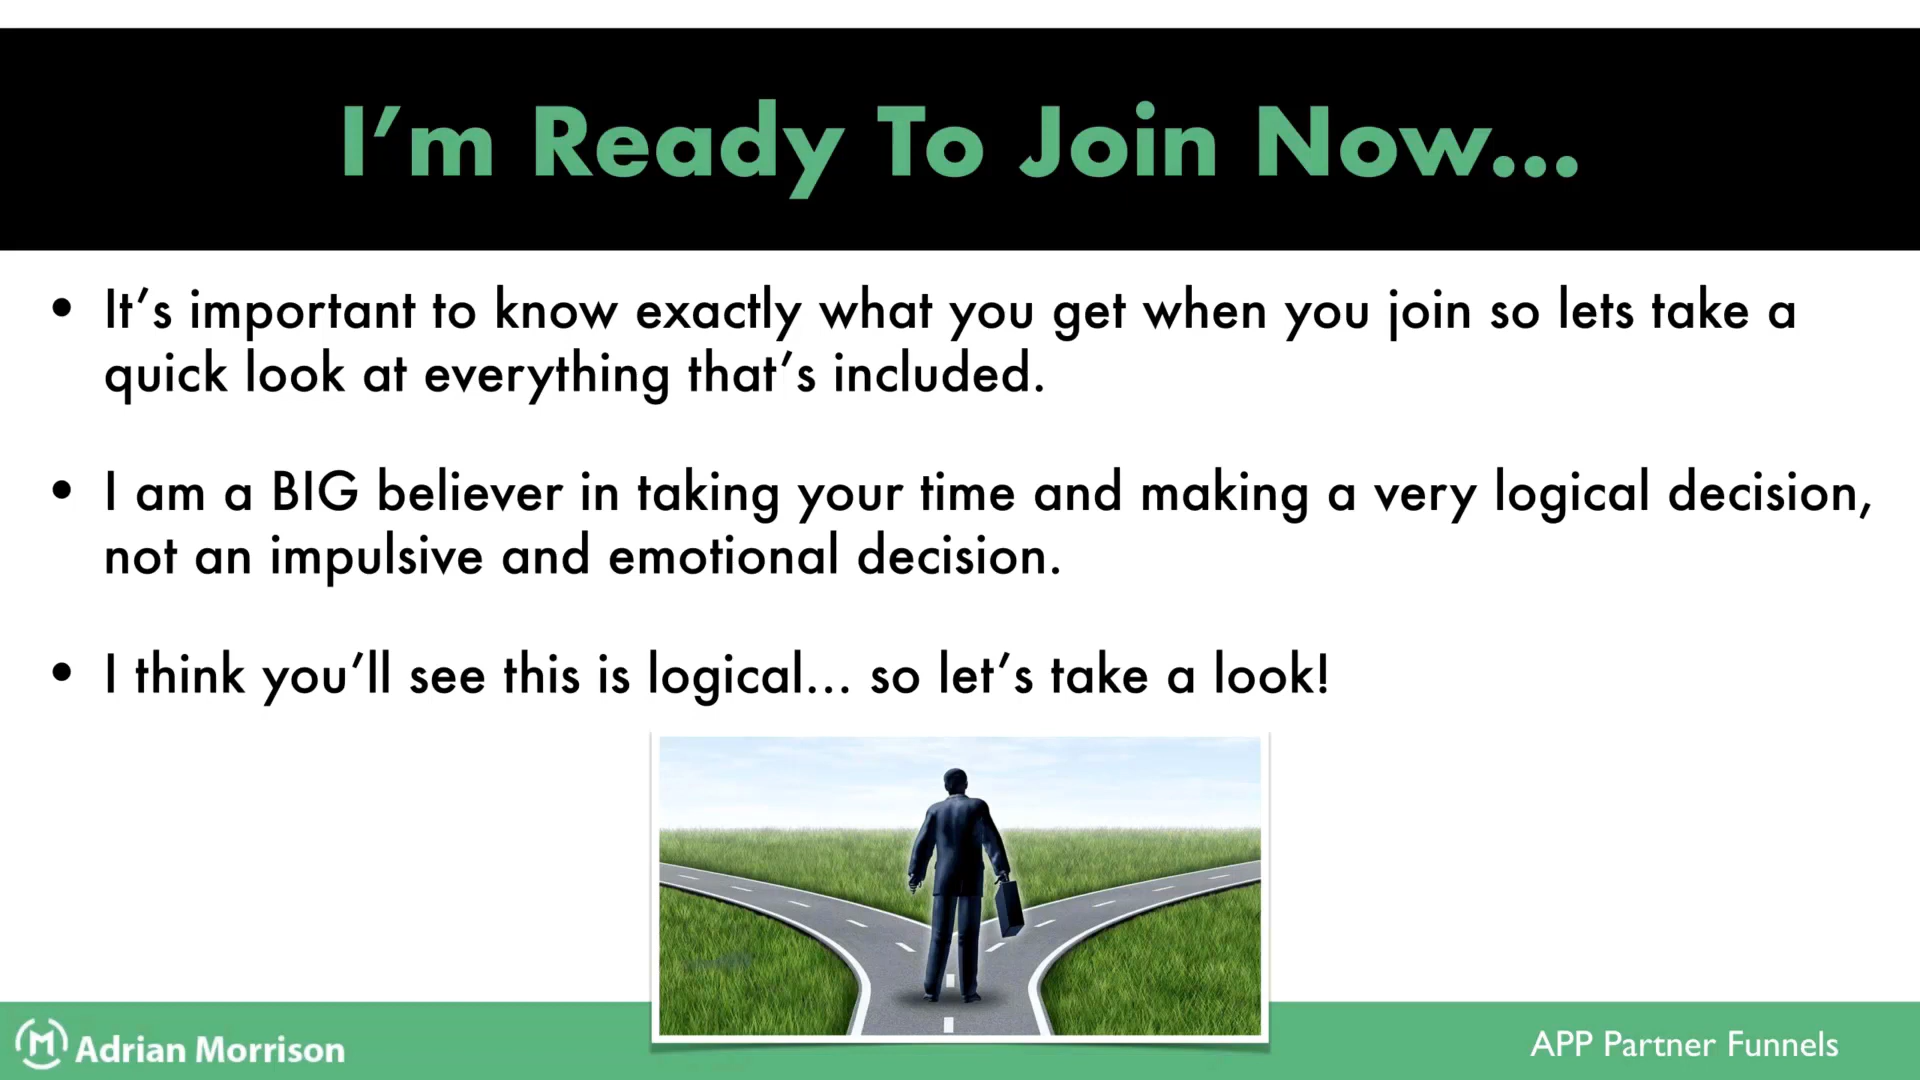 I’m Ready To Join Now...
• It’s important to know exactly what you get when you join so lets take a
quick look at everything that’s included.
• I am a BIG believer in taking your time and making a very logical decision,
not an impulsive and emotional decision.
• I think you’ll see this is logical... so let’s take a look!
M Adrian Morrison
APP Partner Funnels